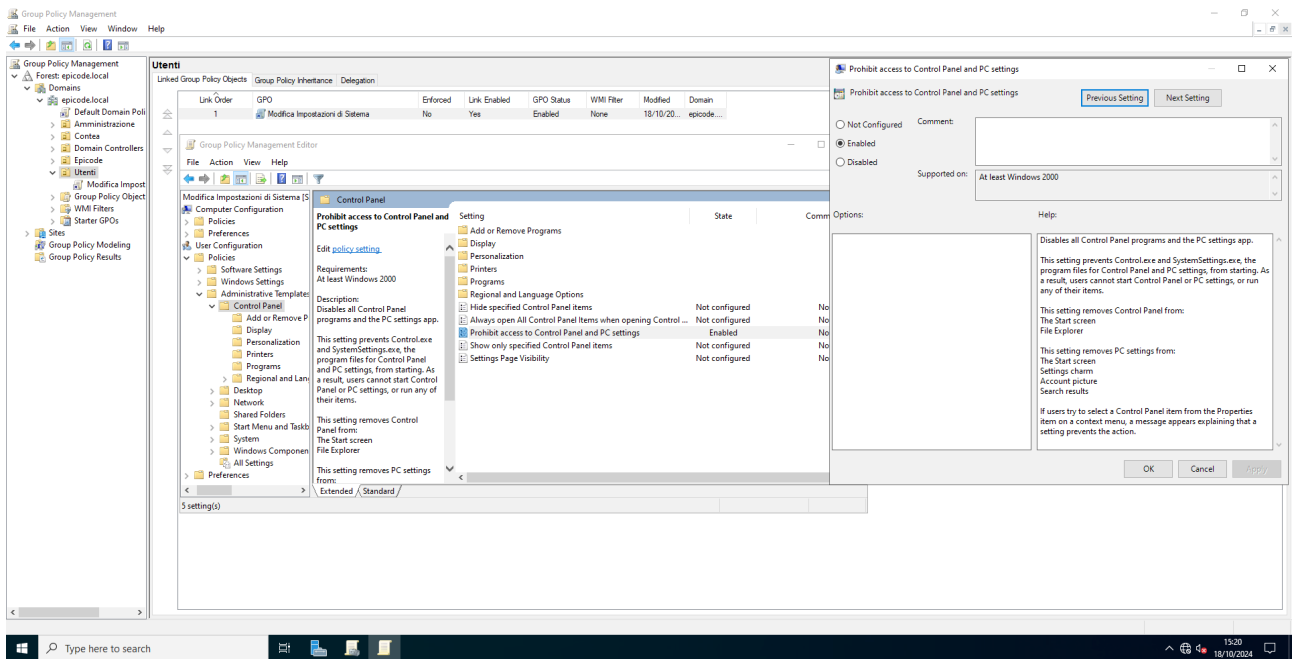 Group Policy Management
File Action View Window Help
Group Policy Management
Forest: epicode.local
Domains
epicode.local
Default Domain Poli
Amministrazione
Contea
Domain Controllers
Epicode
Utenti
Modifica Impost
Group Policy Object
WMI Filters
Starter GPOs
Sites
Group Policy Modeling
Group Policy Results
Utenti
Linked Group Policy Objects Group Policy Inheritance Delegation
Link Order GPO Enforced Link Enabled GPO Status WMI Filter Modified Domain
1 Modifica Impostazioni di Sistema No Yes Enabled None 18/10/20... epicode....
Group Policy Management Editor
File Action View Help
Modifica Impostazioni di Sistema [S
Computer Configuration
Policies
Preferences
User Configuration
Policies
Software Settings
Windows Settings
Administrative Templates
Control Panel
Add or Remove P
Display
Personalization
Printers
Programs
Regional and Lan
Desktop
Network
Shared Folders
Start Menu and Taskb
System
Windows Componen
All Settings
Preferences
Control Panel
Prohibit access to Control Panel and
PC settings
Edit policy setting
Requirements:
At least Windows 2000
Description:
Disables all Control Panel
programs and the PC settings app.
This setting prevents Control.exe
and SystemSettings.exe, the
program files for Control Panel
and PC settings, from starting. As
a result, users cannot start Control
Panel or PC settings, or run any of
their items.
This setting removes Control
Panel from:
The Start screen
File Explorer
This setting removes PC settings
from:
Setting State Comm
Add or Remove Programs
Display
Personalization
Printers
Programs
Regional and Language Options
Hide specified Control Panel items Not configured No
Always open All Control Panel Items when opening Control ... Not configured No
Prohibit access to Control Panel and PC settings Enabled No
Show only specified Control Panel items Not configured No
Settings Page Visibility Not configured No
Extended Standard
5 setting(s)
Prohibit access to Control Panel and PC settings
Prohibit access to Control Panel and PC settings
Previous Setting Next Setting
Not Configured Comment:
Enabled
Disabled
Supported on: At least Windows 2000
Options: Help:
Disables all Control Panel programs and the PC settings app.
This setting prevents Control.exe and SystemSettings.exe, the
program files for Control Panel and PC settings, from starting. As
a result, users cannot start Control Panel or PC settings, or run
any of their items.
This setting removes Control Panel from:
The Start screen
File Explorer
This setting removes PC settings from:
The Start screen
Settings charm
Account picture
Search results
If users try to select a Control Panel item from the Properties
item on a context menu, a message appears explaining that a
setting prevents the action.
OK Cancel Apply
Type here to search
15:20
18/10/2024